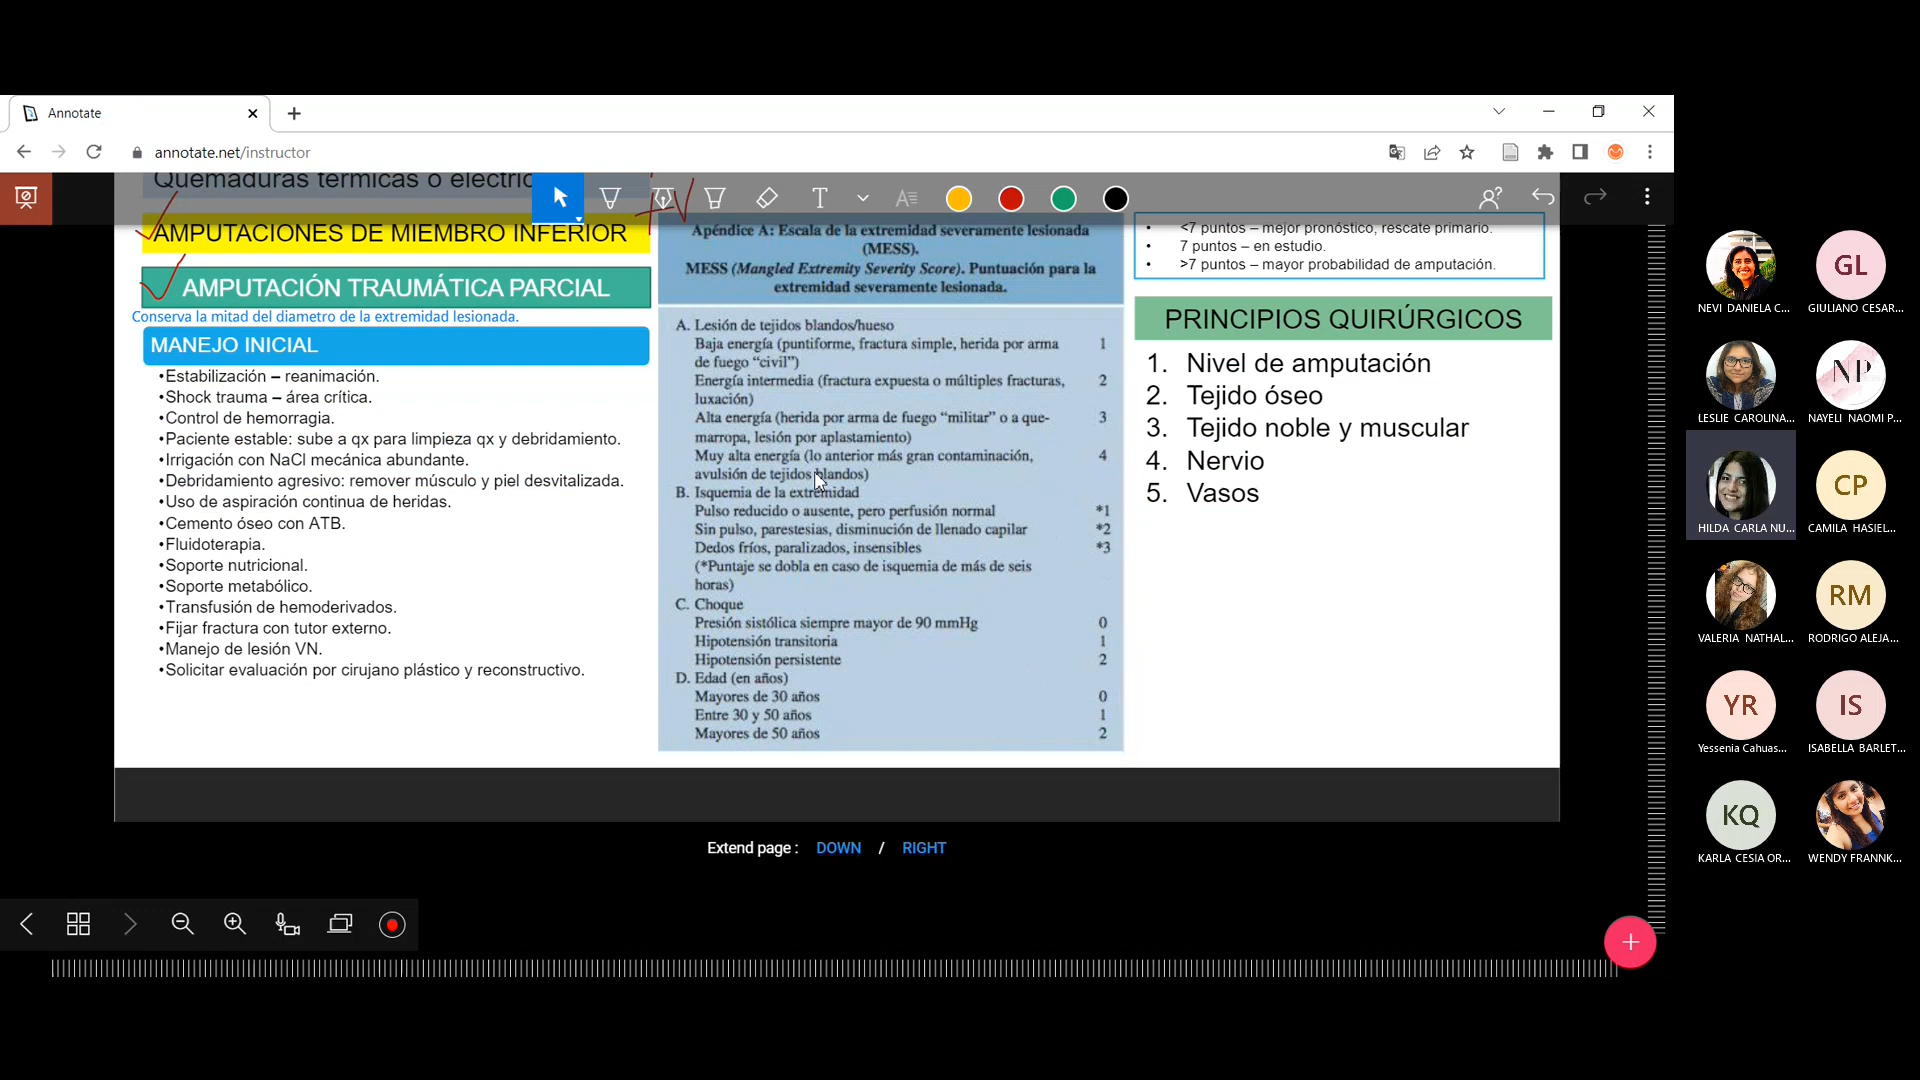 Annotate
annotate.net/instructor
Quemaduras térmicas o eléctric
IV
AMPUTACIONES DE MIEMBRO INFERIOR
AMPUTACIÓN TRAUMÁTICA PARCIAL
Conserva la mitad del diametro de la extremidad lesionada.
MANEJO INICIAL
•Estabilización – reanimación.
•Shock trauma – área crítica.
•Control de hemorragia.
•Paciente estable: sube a qx para limpieza qx y debridamiento.
•Irrigación con NaCl mecánica abundante.
•Debridamiento agresivo: remover músculo y piel desvitalizada.
•Uso de aspiración continua de heridas.
•Cemento óseo con ATB.
•Fluidoterapia.
•Soporte nutricional.
•Soporte metabólico.
•Transfusión de hemoderivados.
•Fijar fractura con tutor externo.
•Manejo de lesión VN.
•Solicitar evaluación por cirujano plástico y reconstructivo.
Apéndice A: Escala de la extremidad severamente lesionada
(MESS).
MESS (Mangled Extremity Severity Score). Puntuación para la
extremidad severamente lesionada.
A. Lesión de tejidos blandos/hueso
Baja energía (puntiforme, fractura simple, herida por arma 1
de fuego “civil”)
Energía intermedia (fractura expuesta o múltiples fracturas, 2
luxación)
Alta energía (herida por arma de fuego “militar” o a que- 3
marropa, lesión por aplastamiento)
Muy alta energía (lo anterior más gran contaminación, 4
avulsión de tejidos blandos)
B. Isquemia de la extremidad
Pulso reducido o ausente, pero perfusión normal *1
Sin pulso, parestesias, disminución de llenado capilar *2
Dedos fríos, paralizados, insensibles *3
(*Puntaje se dobla en caso de isquemia de más de seis
horas)
C. Choque
Presión sistólica siempre mayor de 90 mmHg 0
Hipotensión transitoria 1
Hipotensión persistente 2
D. Edad (en años)
Mayores de 30 años 0
Entre 30 y 50 años 1
Mayores de 50 años 2
• <7 puntos – mejor pronóstico, rescate primario.
• 7 puntos – en estudio.
• >7 puntos – mayor probabilidad de amputación.
PRINCIPIOS QUIRÚRGICOS
1. Nivel de amputación
2. Tejido óseo
3. Tejido noble y muscular
4. Nervio
5. Vasos
Extend page : DOWN / RIGHT
GL
NEVI DANIELA C... GIULIANO CESAR...
NP
LESLIE CAROLINA... NAYELI NAOMI P...
CP
HILDA CARLA NU... CAMILA HASIEL...
RM
VALERIA NATHAL... RODRIGO ALEJA...
YR IS
Yessenia Cahuas... ISABELLA BARLET...
KQ
KARLA CESIA OR... WENDY FRANNK...